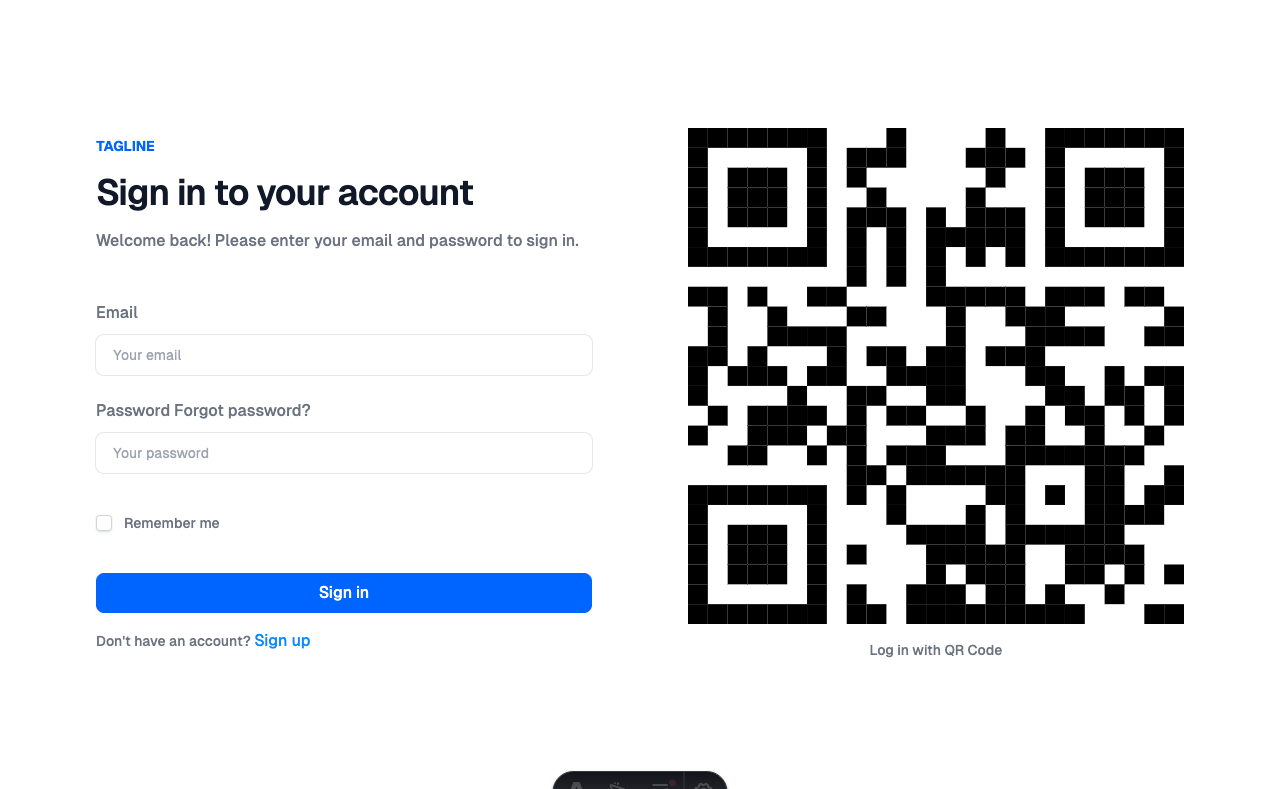 TAGLINE
Sign in to your account
Welcome back! Please enter your email and password to sign in.
Email
Your email
Password Forgot password?
Your password
Remember me
Sign in
Don't have an account? Sign up
Log in with QR Code